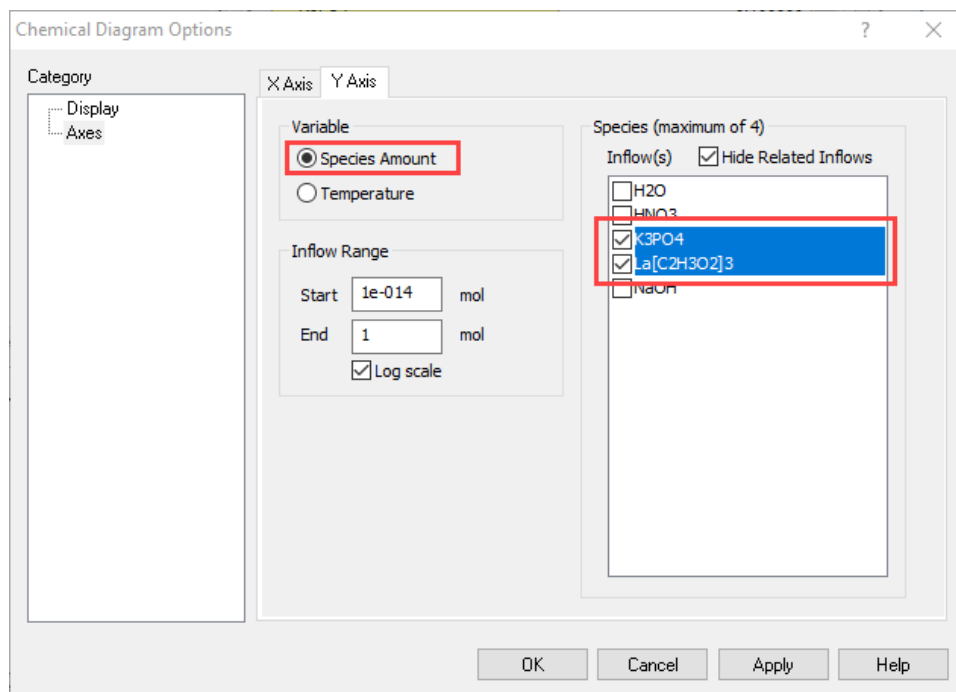 Chemical Diagram Options
Category
Display
Axes
X Axis
Y Axis
Variable
Species Amount
Temperature
Inflow Range
Start 1e-014 mol
End 1 mol
Log scale
Species (maximum of 4)
Inflow(s) Hide Related Inflows
H2O
HNO3
K3PO4
La[C2H3O2]3
NaOH
OK
Cancel
Apply
Help